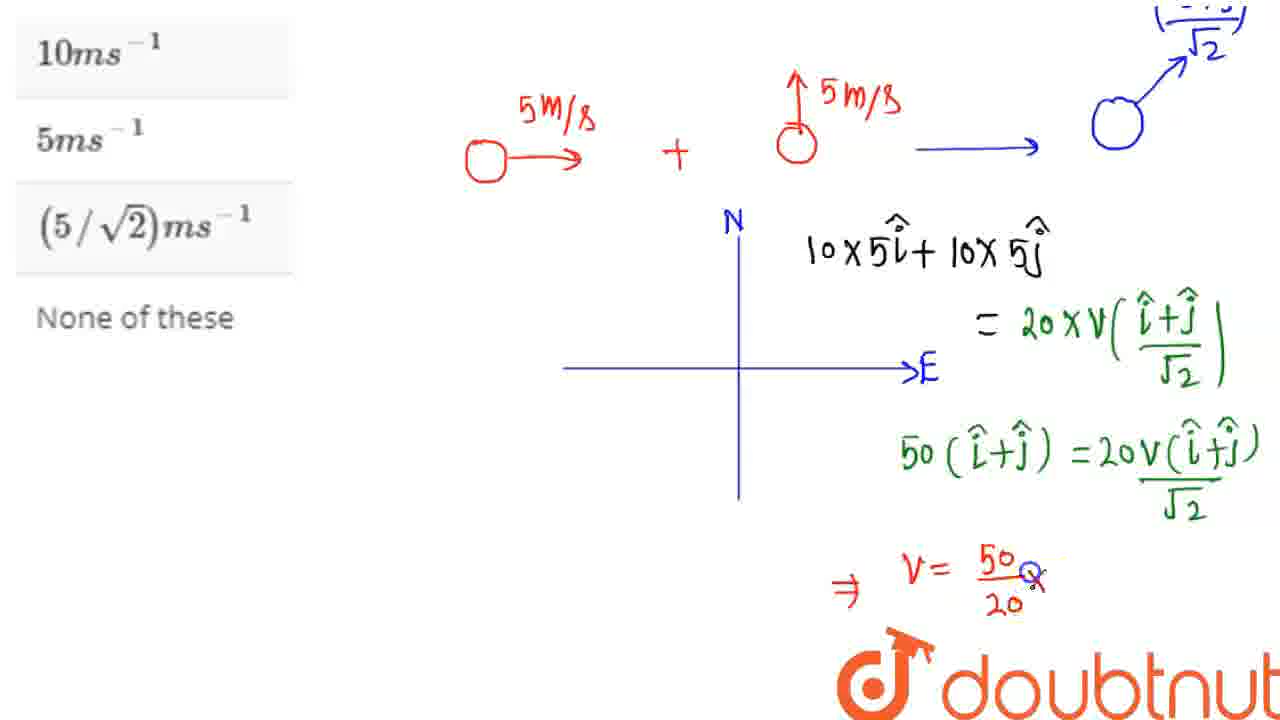 10ms⁻¹
5ms⁻¹
(5/√2)ms⁻¹
None of these
5m/s
+
5m/s
√2
N
E
10×5î + 10×5ĵ
= 20×V(î+ĵ/√2)
50(î+ĵ) = 20V(î+ĵ)/√2
⇒ V = 50/20 ×
doubtnut